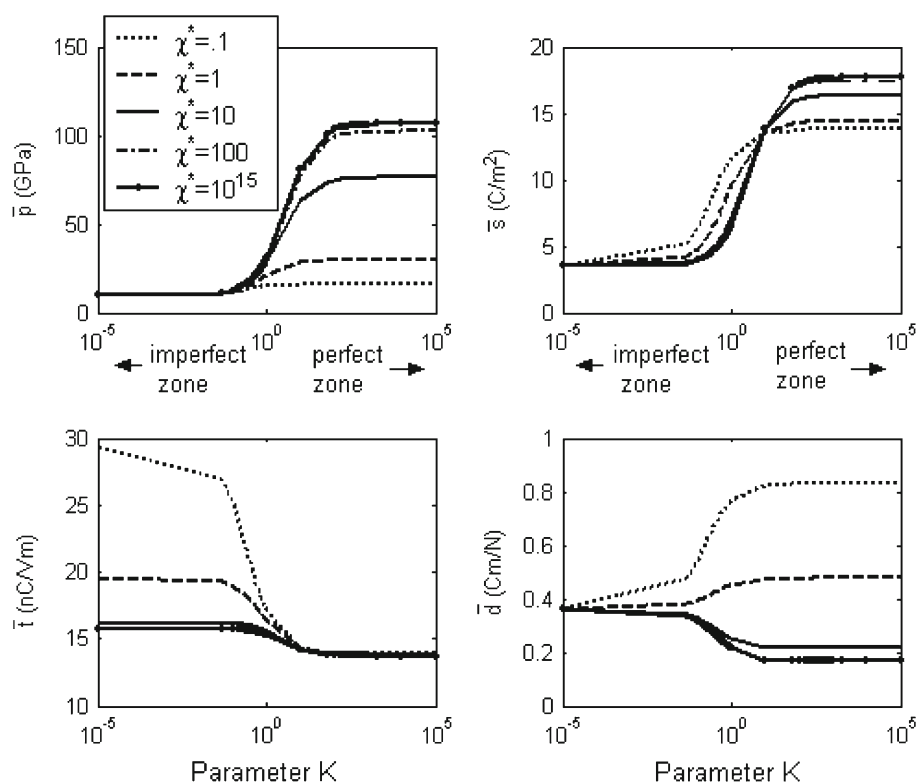 χ*=.1
χ*=1
χ*=10
χ*=100
χ*=10^15
p̄ (GPa)
150
100
50
0
10^-5
10^0
10^5
imperfect zone
perfect zone
s̄ (C/m²)
20
15
10
5
0
10^-5
10^0
10^5
imperfect zone
perfect zone
t̄ (nC/Vm)
30
25
20
15
10
10^-5
10^0
10^5
Parameter K
d̄ (Cm/N)
1
0.8
0.6
0.4
0.2
0
10^-5
10^0
10^5
Parameter K